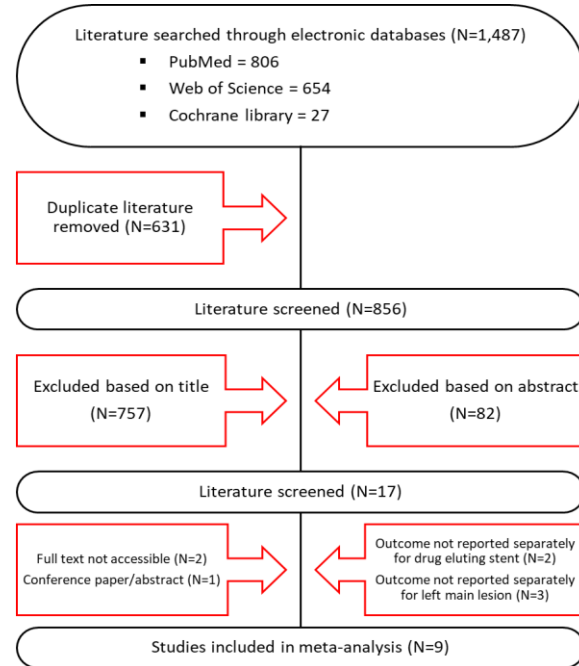 Literature searched through electronic databases (N=1,487)
▪ PubMed = 806
▪ Web of Science = 654
▪ Cochrane library = 27
Duplicate literature
removed (N=631)
Literature screened (N=856)
Excluded based on title
(N=757)
Excluded based on abstract
(N=82)
Literature screened (N=17)
Full text not accessible (N=2)
Conference paper/abstract (N=1)
Outcome not reported separately
for drug eluting stent (N=2)
Outcome not reported separately
for left main lesion (N=3)
Studies included in meta-analysis (N=9)